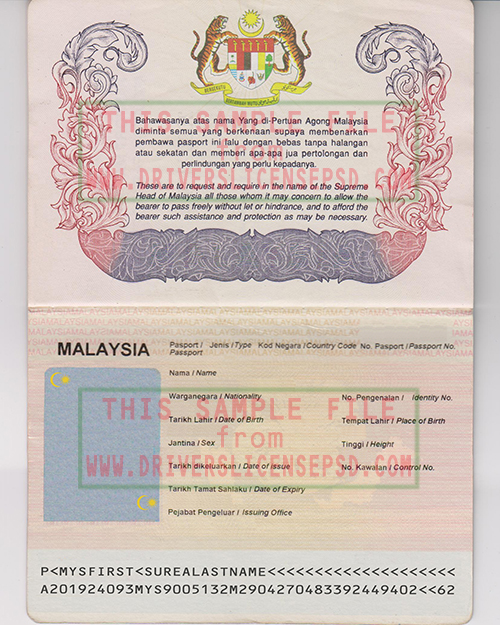 BERSEKUTU BERTAMBAH MUTU
Bahawasanya atas nama Yang di-Pertuan Agong Malaysia
diminta semua yang berkenaan supaya membenarkan
pembawa pasport ini lalu dengan bebas tanpa halangan
atau sekatan dan memberi apa-apa jua pertolongan dan
perlindungan yang perlu kepadanya.
These are to request and require in the name of the Supreme
Head of Malaysia all those whom it may concern to allow the
bearer to pass freely without let or hindrance, and to afford the
bearer such assistance and protection as may be necessary.
THIS SAMPLE FILE
from
WWW.DRIVERSLICENSEPSD.COM
MALAYSIA
Pasport / Jenis / Type Kod Negara / Country Code No. Pasport / Passport No.
Passport
Nama / Name
Warganegara / Nationality No. Pengenalan / Identity No.
Tarikh Lahir / Date of Birth Tempat Lahir / Place of Birth
Jantina / Sex Tinggi / Height
Tarikh dikeluarkan / Date of issue No. Kawalan / Control No.
Tarikh Tamat Sahlaku / Date of Expiry
Pejabat Pengeluar / Issuing Office
THIS SAMPLE FILE
from
WWW.DRIVERSLICENSEPSD.COM
P<MYSFIRST<SUREALASTNAME<<<<<<<<<<<<<<<<<<<<
A201924093MYS9005132M2904270483392449402<<62